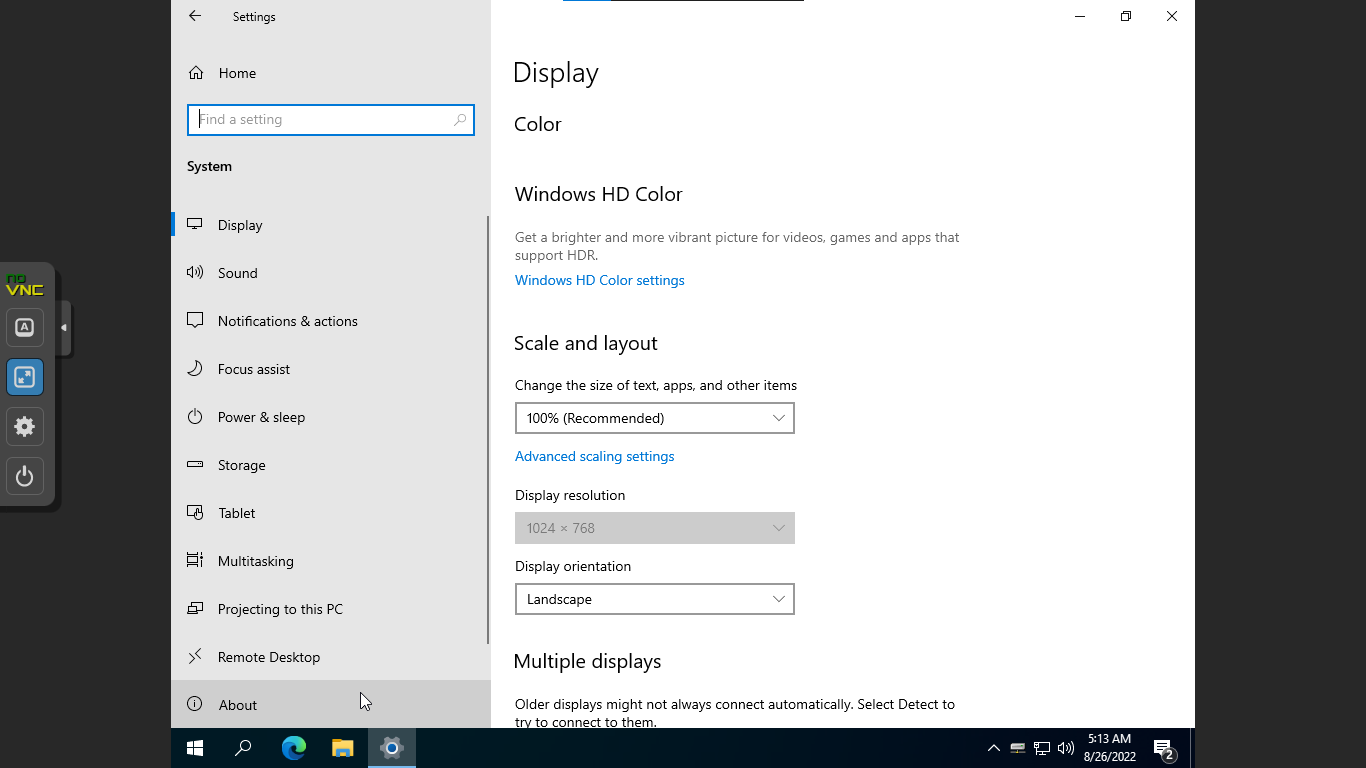 Settings
Home
Find a setting
System
Display
Sound
Notifications & actions
Focus assist
Power & sleep
Storage
Tablet
Multitasking
Projecting to this PC
Remote Desktop
About
Display
Color
Windows HD Color
Get a brighter and more vibrant picture for videos, games and apps that
support HDR.
Windows HD Color settings
Scale and layout
Change the size of text, apps, and other items
100% (Recommended)
Advanced scaling settings
Display resolution
1024 × 768
Display orientation
Landscape
Multiple displays
Older displays might not always connect automatically. Select Detect to
try to connect to them.
no
VNC
A
5:13 AM
8/26/2022
2